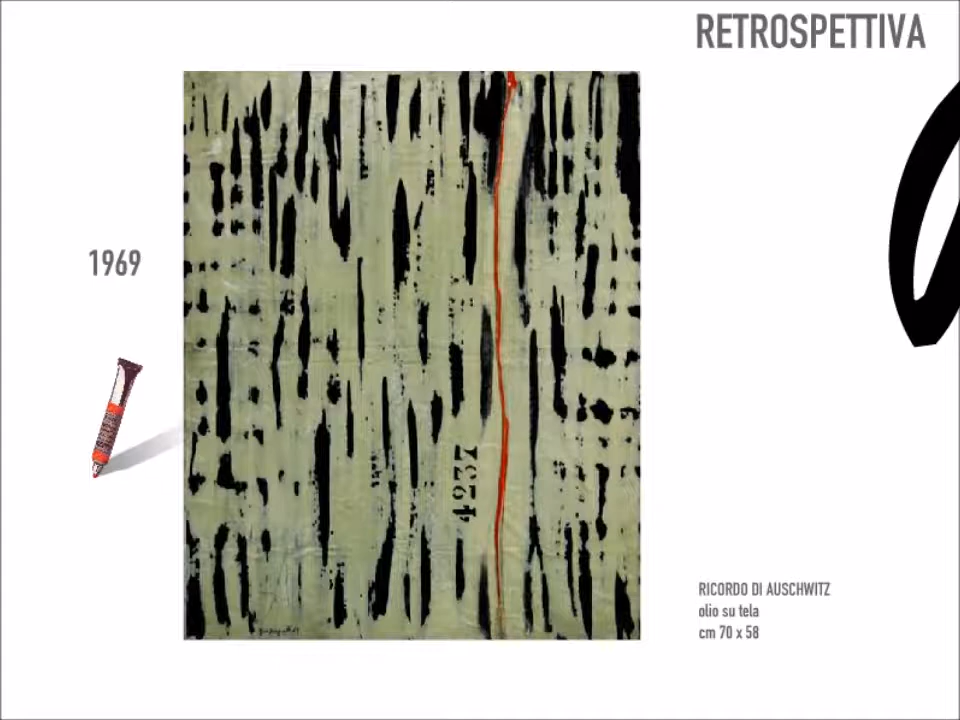 RETROSPETTIVA
1969
4237
RICORDO DI AUSCHWITZ
olio su tela
cm 70 x 58